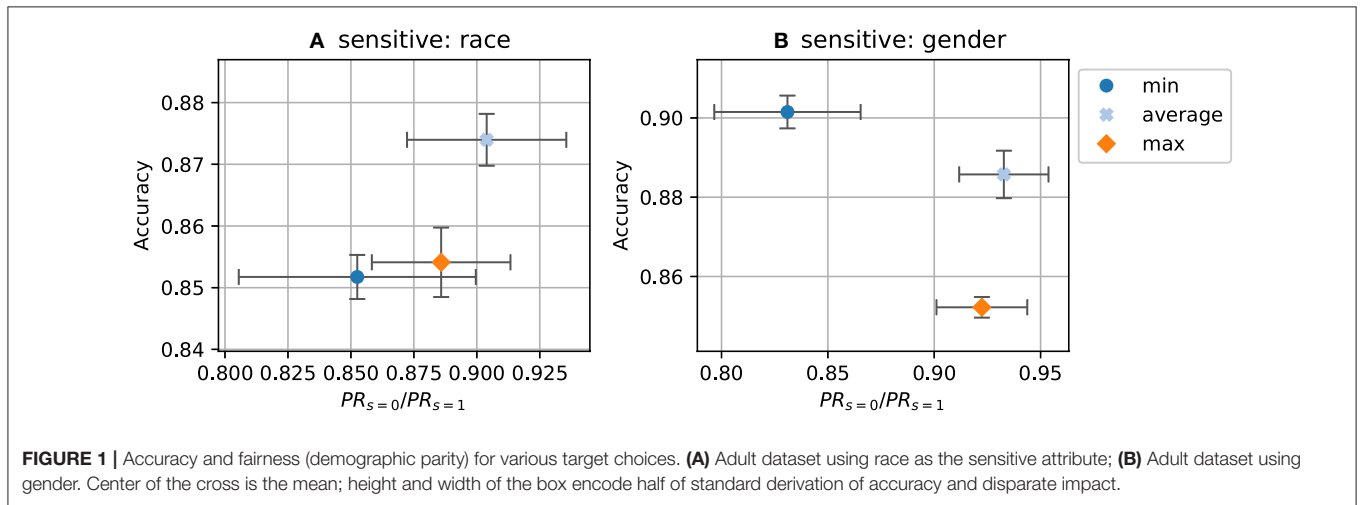 A sensitive: race
Accuracy
0.88
0.87
0.86
0.85
0.84
0.800 0.825 0.850 0.875 0.900 0.925
PRs=0/PRs=1
B sensitive: gender
Accuracy
0.90
0.88
0.86
0.80 0.85 0.90 0.95
PRs=0/PRs=1
min
average
max
FIGURE 1 | Accuracy and fairness (demographic parity) for various target choices. (A) Adult dataset using race as the sensitive attribute; (B) Adult dataset using
gender. Center of the cross is the mean; height and width of the box encode half of standard derivation of accuracy and disparate impact.